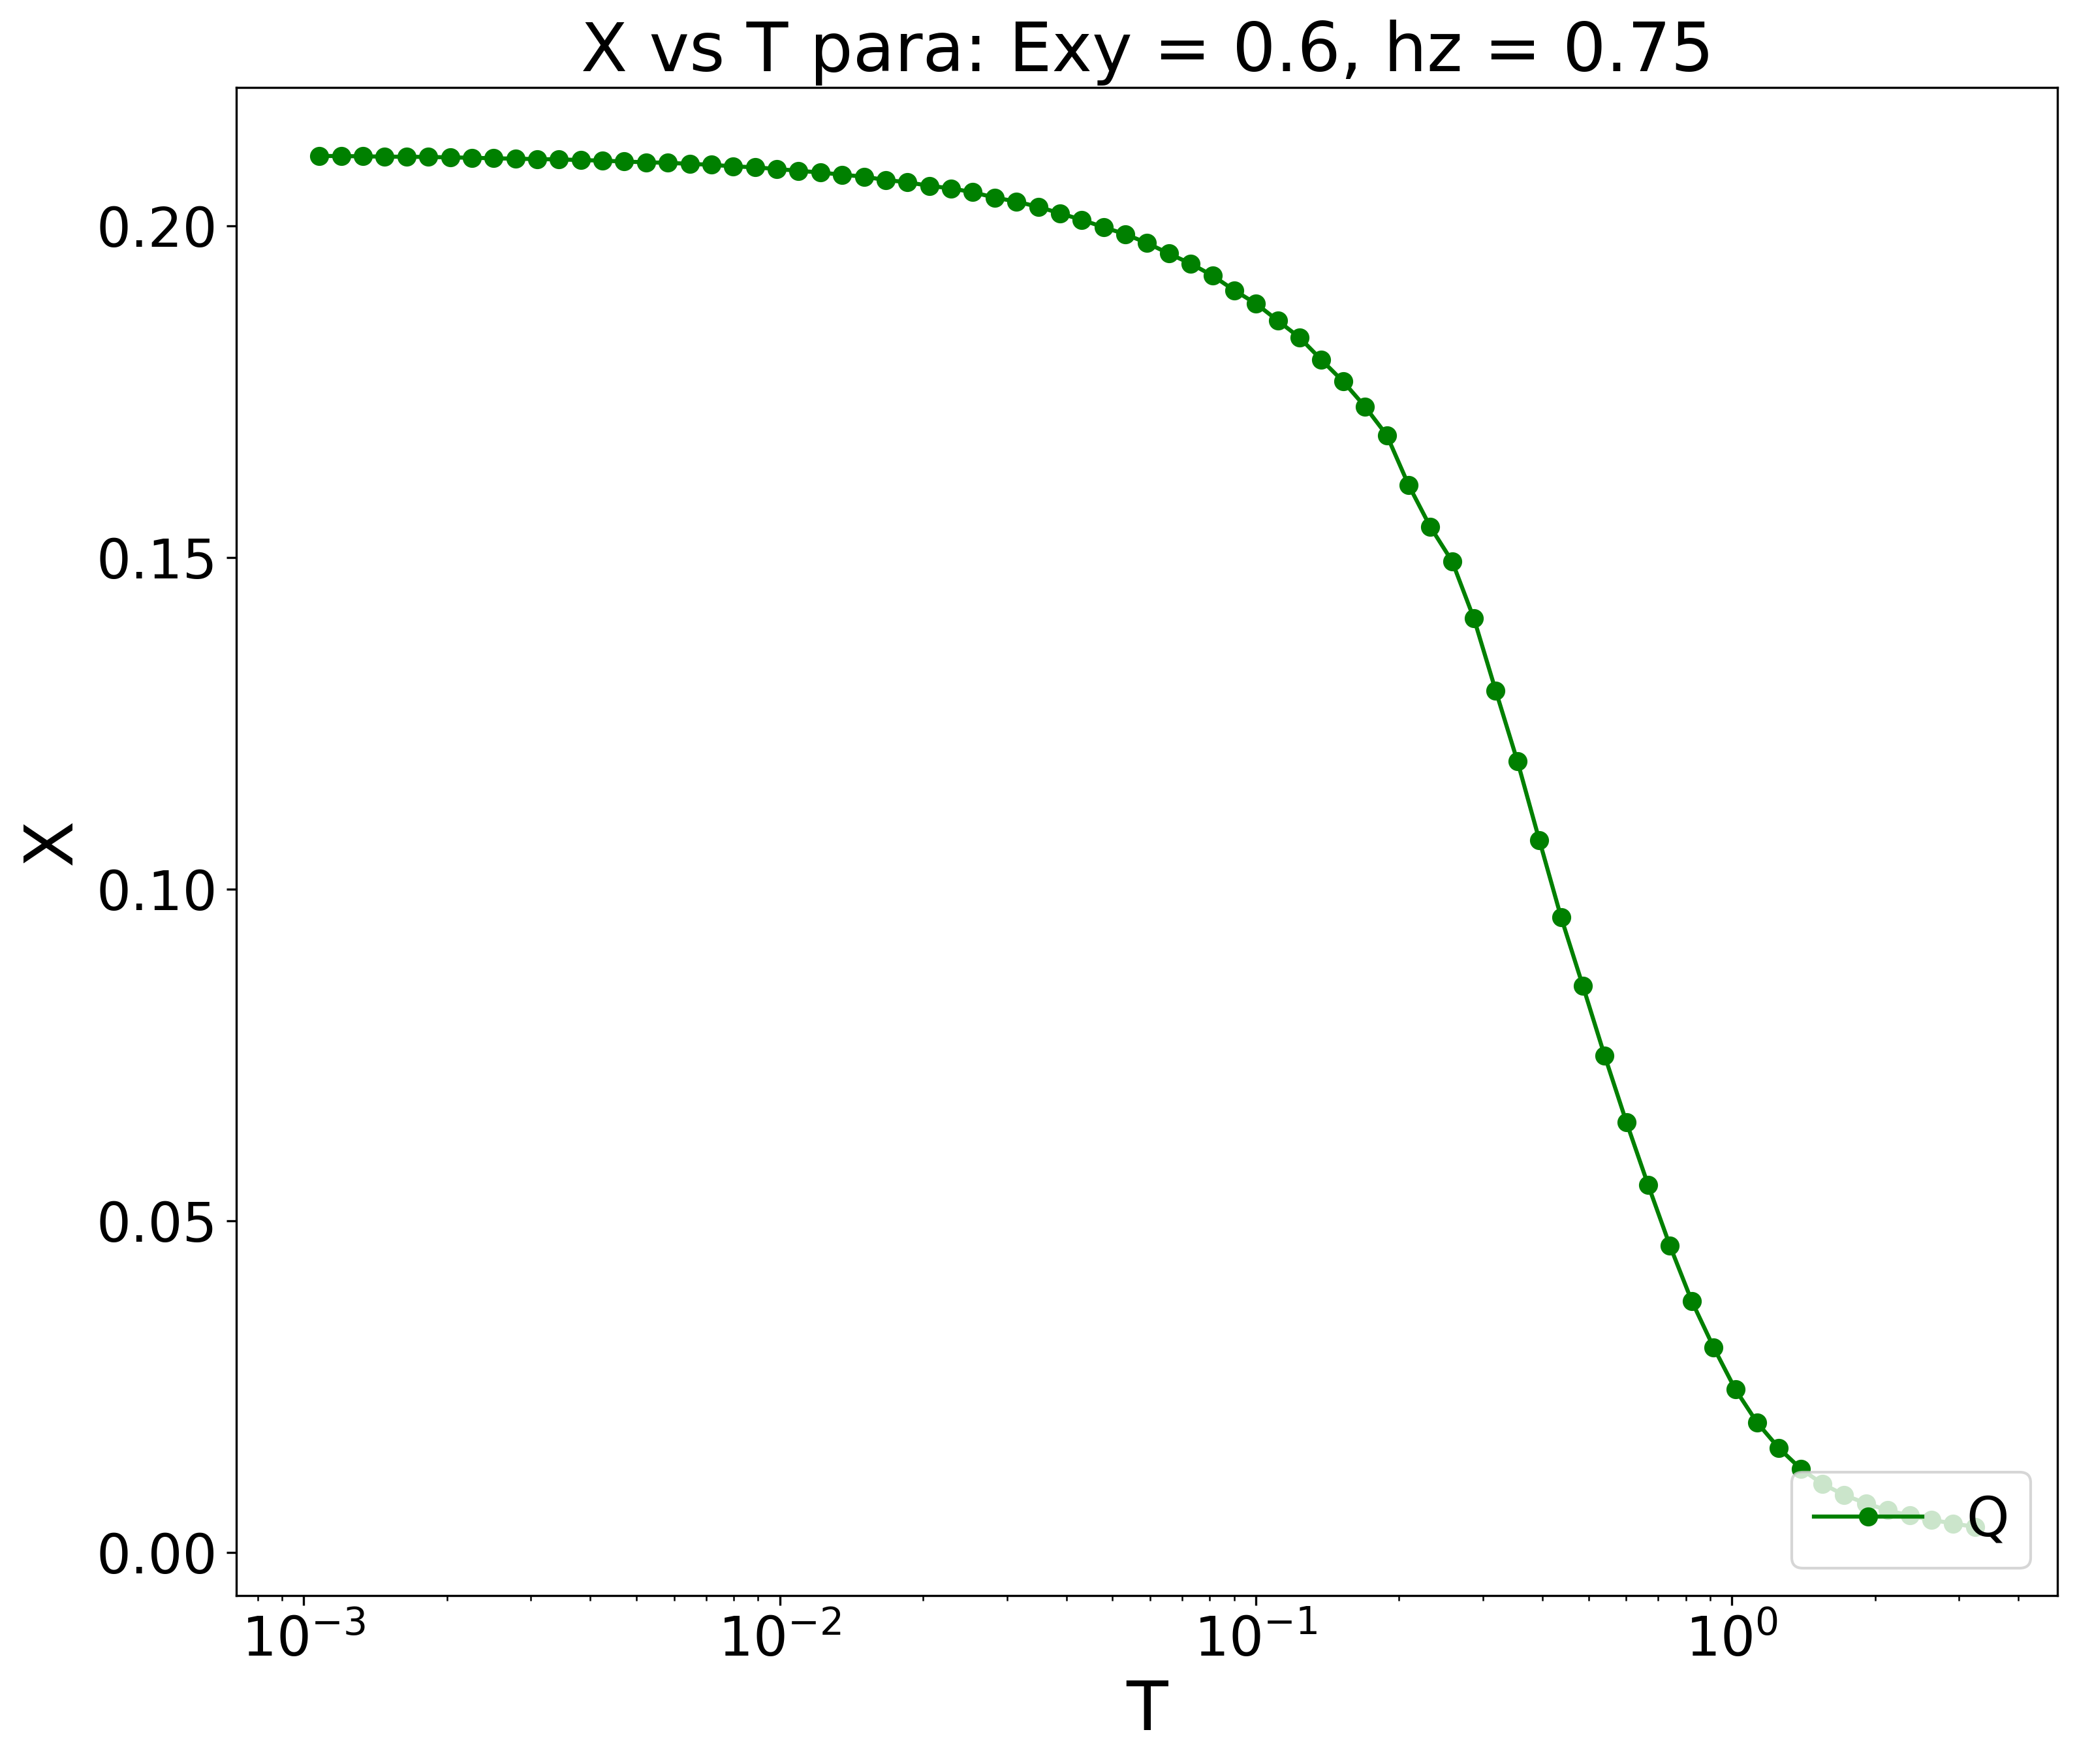 X vs T para: Exy = 0.6, hz = 0.75
X
0.20
0.15
0.10
0.05
0.00
10⁻³ 10⁻² 10⁻¹ 10⁰
T
Q